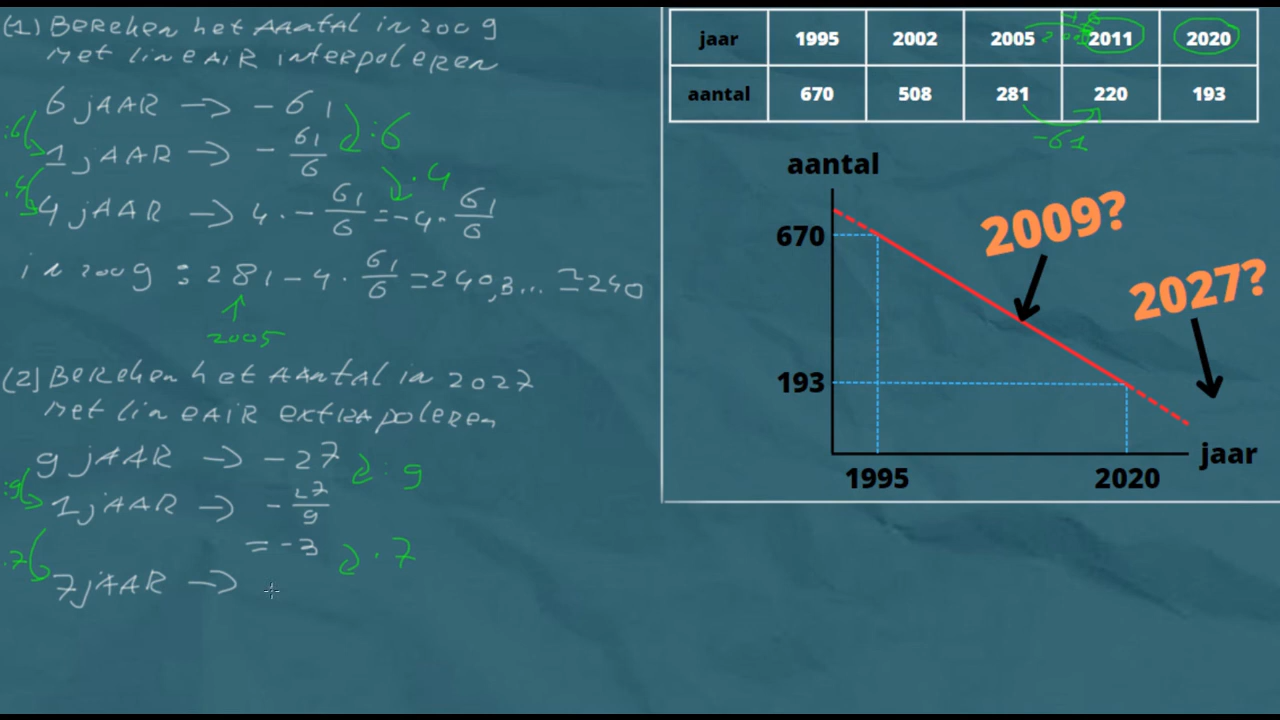 (1) Bereken het aantal in 2009
met lineair interpoleren
6 jaar → - 61
:6
:6
1 jaar → - 61/6
.4
.4
4 jaar → 4 . - 61/6 = -4 . 61/6
in 2009 : 281 - 4 . 61/6 = 240,3... ≃ 240
2005
(2) Bereken het aantal in 2027
met lineair extrapoleren
9 jaar → - 27
:9
:9
1 jaar → - 27/9
= - 3
.7
.7
7 jaar →
jaar 1995 2002 2005 2011 2020
aantal 670 508 281 220 193
-61
aantal
2009?
670
2027?
193
jaar
1995 2020